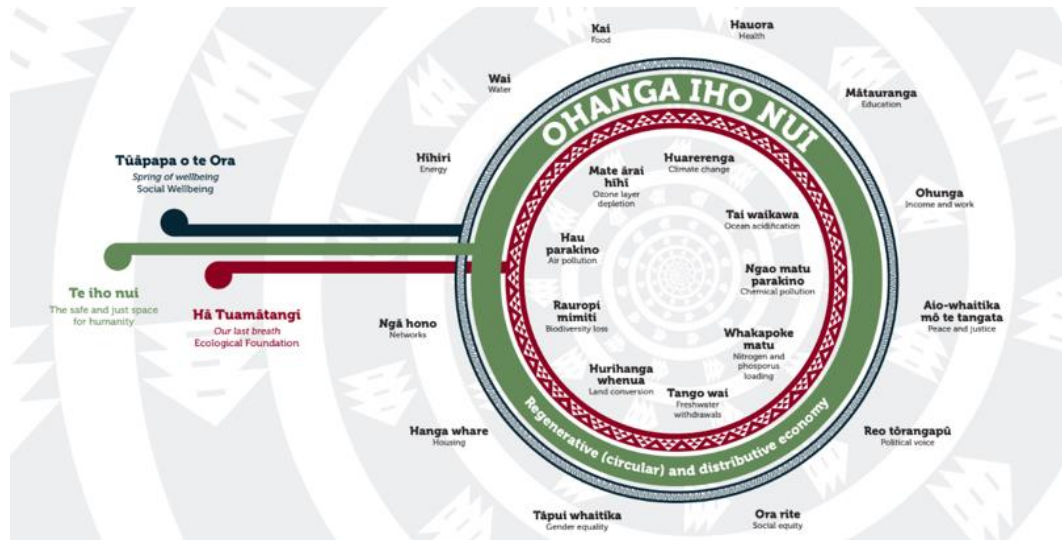 Kai
Food
Hauora
Health
Wai
Water
Mātauranga
Education
OHANGA IHO NUI
Hīhiri
Energy
Tūāpapa o te Ora
Spring of wellbeing
Social Wellbeing
Mate ārai
hīhī
Ozone layer
depletion
Huarerenga
Climate change
Ohunga
Income and work
Tai waikawa
Ocean acidification
Hau
parakino
Air pollution
Te iho nui
The safe and just space
for humanity
Hā Tuamātangi
Our last breath
Ecological Foundation
Ngā hono
Networks
Rauropi
mimiti
Biodiversity loss
Ngao matu
parakino
Chemical pollution
Aio-whaitika
mō te tangata
Peace and justice
Whakapoke
matu
Nitrogen and
phosporus
loading
Hurihanga
whenua
Land conversion
Tango wai
Freshwater
withdrawals
Hanga whare
Housing
Regenerative (circular) and distributive economy
Reo tōrangapū
Political voice
Tāpui whaitika
Gender equality
Ora rite
Social equity